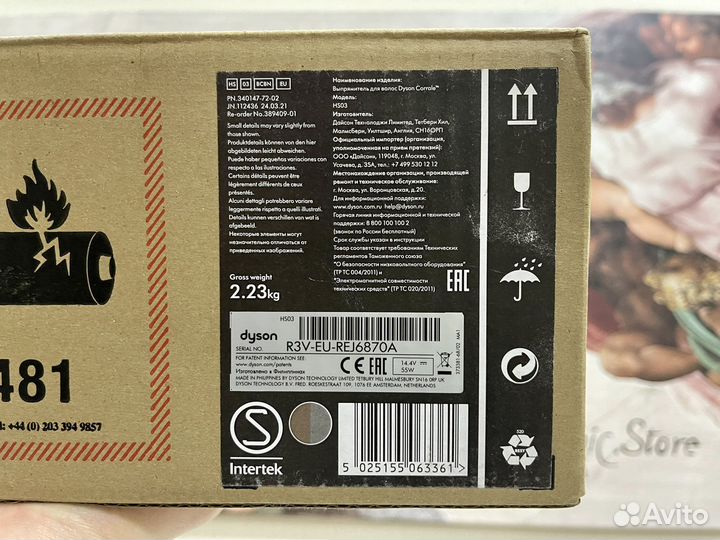 HS 03 BCBN EU
PN.340147-72-02
JN.112436 24.03.21
Re-order No.389409-01
Small details may vary slightly from
those shown.
Produktdetails können von den hier
abgebildeten leicht abweichen.
Puede haber pequeñas variaciones con
respecto a las ilustraciones.
Certains détails peuvent être
légèrement différents de ceux
présentés.
Alcuni dettagli potrebbero variare
leggermente rispetto a quelli illustrati.
Details kunnen verschillen van wat is
afgebeeld.
Некоторые элементы могут
незначительно отличаться от
приведенных изображений.
Gross weight
2.23kg
Наименование изделия:
Выпрямитель для волос Dyson Corrale™
Модель:
HS03
Изготовитель:
Дайсон Текнолоджи Лимитед, Тетбери Хил,
Малмсбери, Уилтшир, Англия, СН16ОРП
Официальный импортер (организация,
уполномоченная на прием претензий):
ООО «Дайсон», 119048, г. Москва, ул.
Усачева, д. 35А, тел.: +7 499 530 12 12
Местонахождение организации, производящей
ремонт и техническое обслуживание:
г. Москва, ул. Воронцовская, д.20.
Для информационной поддержки:
www.dyson.com.ru help@dyson.ru
Горячая линия информационной и технической
поддержки: 8 800 100 100 2
(звонок по России бесплатный)
Срок службы указан в инструкции
Товар соответствует требованиям Технических
регламентов Таможенного союза
"О безопасности низковольтного оборудования"
(ТР ТС 004/2011) и
"Электромагнитной совместимости
технических средств" (ТР ТС 020/2011)
EAC
HS03
dyson
SERIAL NO.
R3V-EU-REJ6870A
FOR PATENT INFORMATION SEE:
www.dyson.com/patents
Изготовлено в Филиппинах
CE EAC
14.4V
55W
MADE IN PHILIPPINES BY DYSON TECHNOLOGY LIMITED TETBURY HILL MALMESBURY SN16 0RP UK
DYSON TECHNOLOGY B.V. FRED. ROESKESTRAAT 109, 1076 EE AMSTERDAM, NETHERLANDS
373381-68/02 MA1
S
Intertek
5 025155 063361 >
520
481
: +44 (0) 203 394 9857
ic.Store
Avito